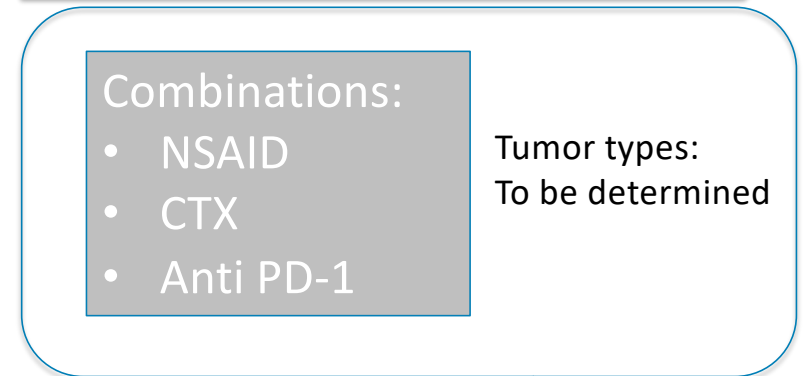 Combinations:
• NSAID
• CTX
• Anti PD-1
Tumor types:
To be determined